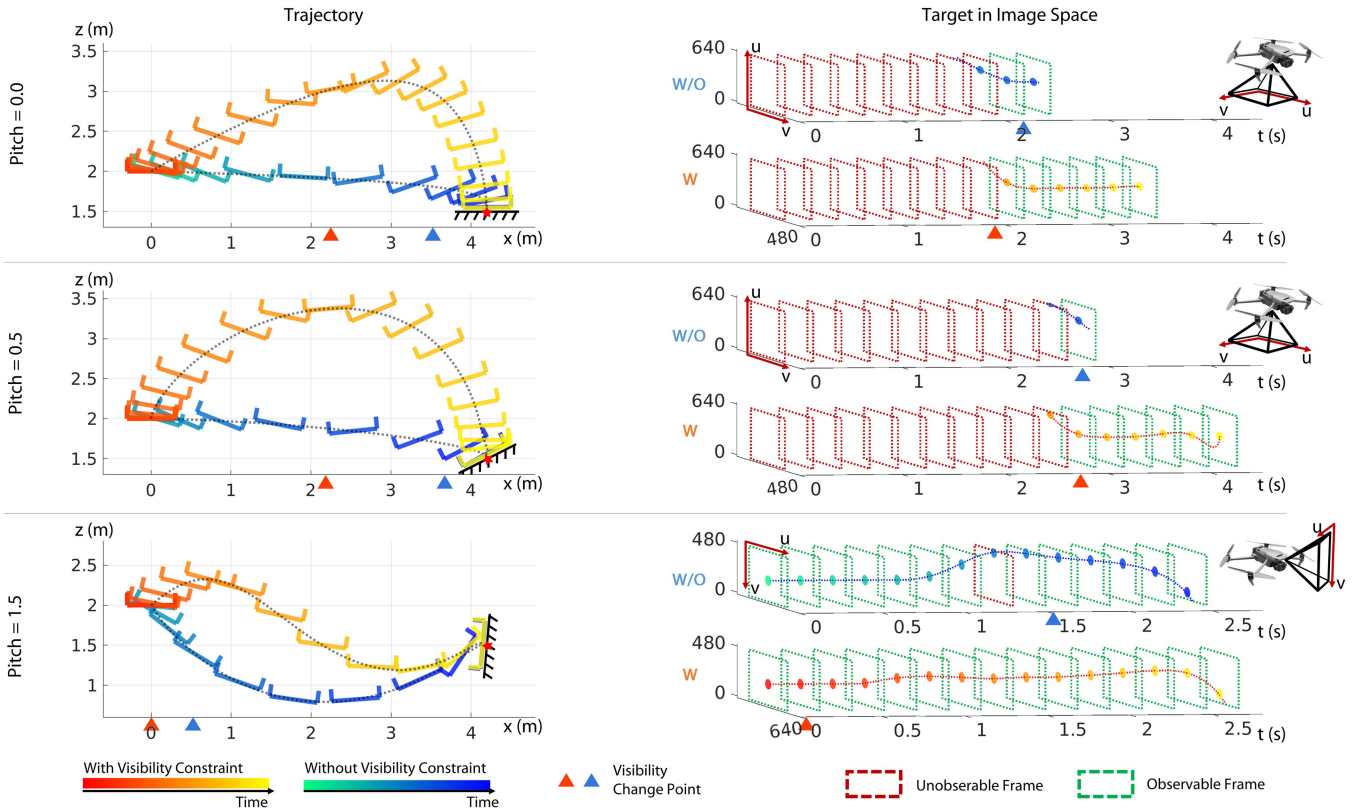 Trajectory
Target in Image Space
Pitch = 0.0
z (m)
3.5
3
2.5
2
1.5
0 1 2 3 4 x (m)
W/O
640
0
u
v
0 1 2 3 4 t (s)
v
u
W
640
0
480
0 1 2 3 4 t (s)
Pitch = 0.5
z (m)
3.5
3
2.5
2
1.5
0 1 2 3 4 x (m)
W/O
640
0
u
v
0 1 2 3 4 t (s)
v
u
W
640
0
480
0 1 2 3 4 t (s)
Pitch = 1.5
z (m)
3
2.5
2
1.5
1
0 1 2 3 4 x (m)
W/O
480
0
u
v
0 0.5 1 1.5 2 2.5 t (s)
u
v
W
480
0
640
0 0.5 1 1.5 2 2.5 t (s)
With Visibility Constraint
Time
Without Visibility Constraint
Time
Visibility
Change Point
Unobserable Frame
Observable Frame